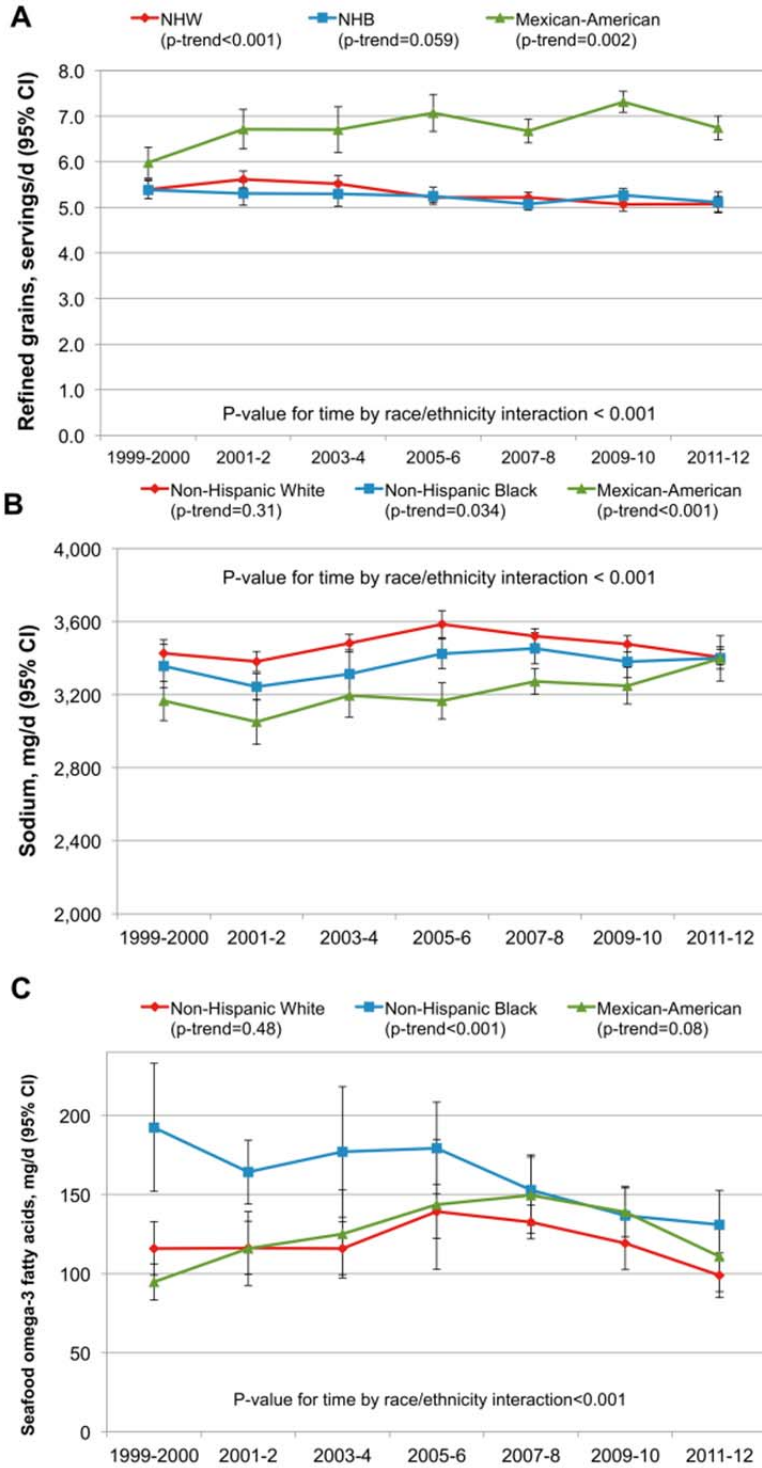 A
NHW NHB Mexican-American
(p-trend<0.001) (p-trend=0.059) (p-trend=0.002)
Refined grains, servings/d (95% CI)
8.0
7.0
6.0
5.0
4.0
3.0
2.0
1.0
0.0
P-value for time by race/ethnicity interaction < 0.001
1999-2000 2001-2 2003-4 2005-6 2007-8 2009-10 2011-12
B
Non-Hispanic White Non-Hispanic Black Mexican-American
(p-trend=0.31) (p-trend=0.034) (p-trend<0.001)
Sodium, mg/d (95% CI)
4,000
P-value for time by race/ethnicity interaction < 0.001
3,600
3,200
2,800
2,400
2,000
1999-2000 2001-2 2003-4 2005-6 2007-8 2009-10 2011-12
C
Non-Hispanic White Non-Hispanic Black Mexican-American
(p-trend=0.48) (p-trend<0.001) (p-trend=0.08)
Seafood omega-3 fatty acids, mg/d (95% CI)
200
150
100
50
0
P-value for time by race/ethnicity interaction<0.001
1999-2000 2001-2 2003-4 2005-6 2007-8 2009-10 2011-12